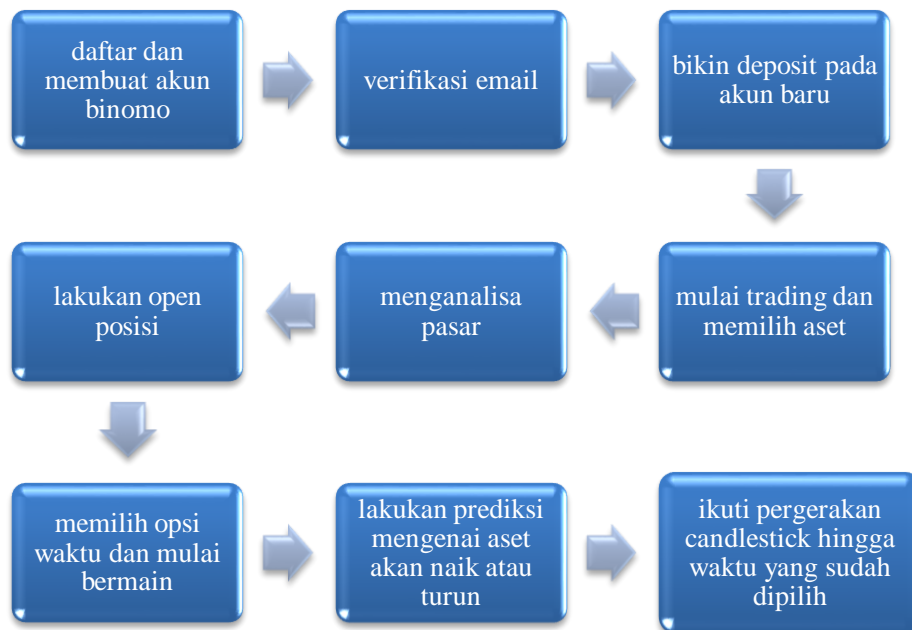 daftar dan
membuat akun
binomo
verifikasi email
bikin deposit pada
akun baru
mulai trading dan
memilih aset
menganalisa
pasar
lakukan open
posisi
memilih opsi
waktu dan mulai
bermain
lakukan prediksi
mengenai aset
akan naik atau
turun
ikuti pergerakan
candlestick hingga
waktu yang sudah
dipilih